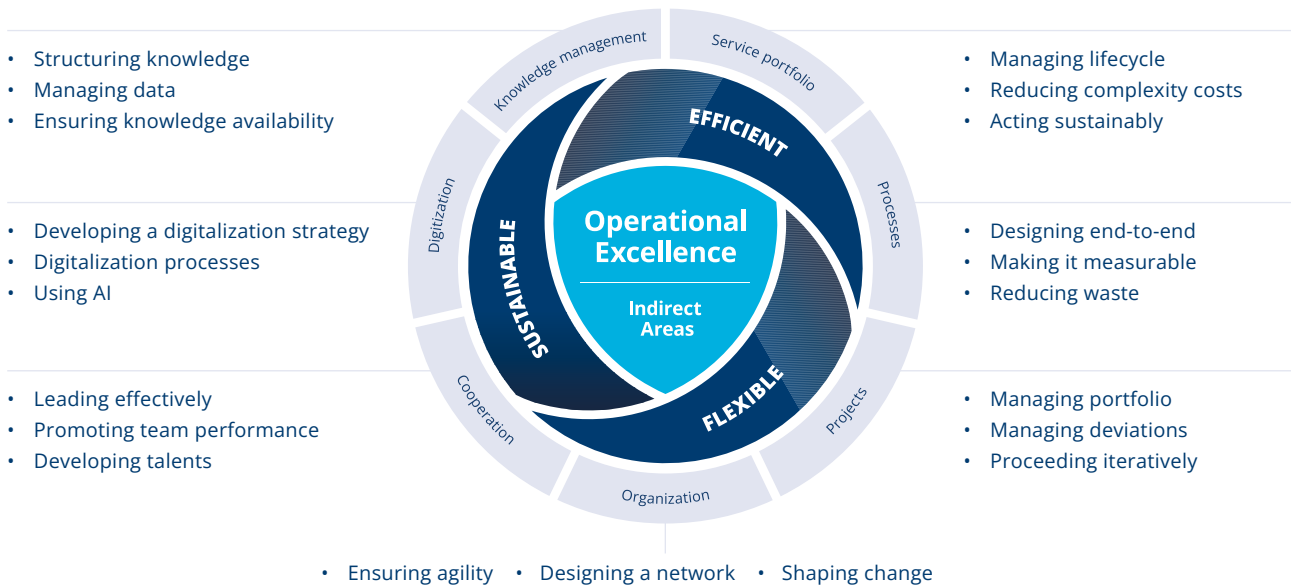 Knowledge management
Service portfolio
• Structuring knowledge
• Managing data
• Ensuring knowledge availability
• Managing lifecycle
• Reducing complexity costs
• Acting sustainably
EFFICIENT
Digitization
Processes
• Developing a digitalization strategy
• Digitalization processes
• Using AI
Operational
Excellence
Indirect
Areas
SUSTAINABLE
• Designing end-to-end
• Making it measurable
• Reducing waste
FLEXIBLE
Cooperation
Projects
• Leading effectively
• Promoting team performance
• Developing talents
• Managing portfolio
• Managing deviations
• Proceeding iteratively
Organization
• Ensuring agility • Designing a network • Shaping change